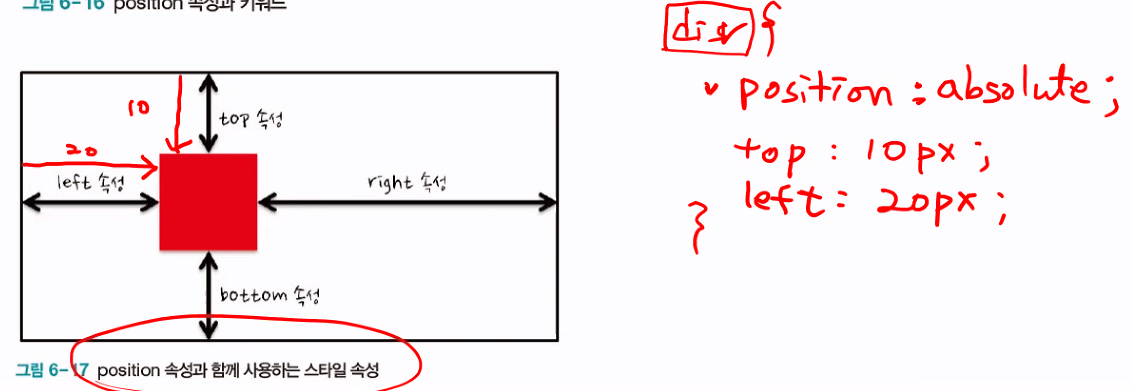 그림 6-16 position 속성과 키워드
div {
position : absolute ;
10
top 속성
top : 10px ;
20
left 속성
right 속성
left : 20px ;
}
bottom 속성
그림 6-17 position 속성과 함께 사용하는 스타일 속성